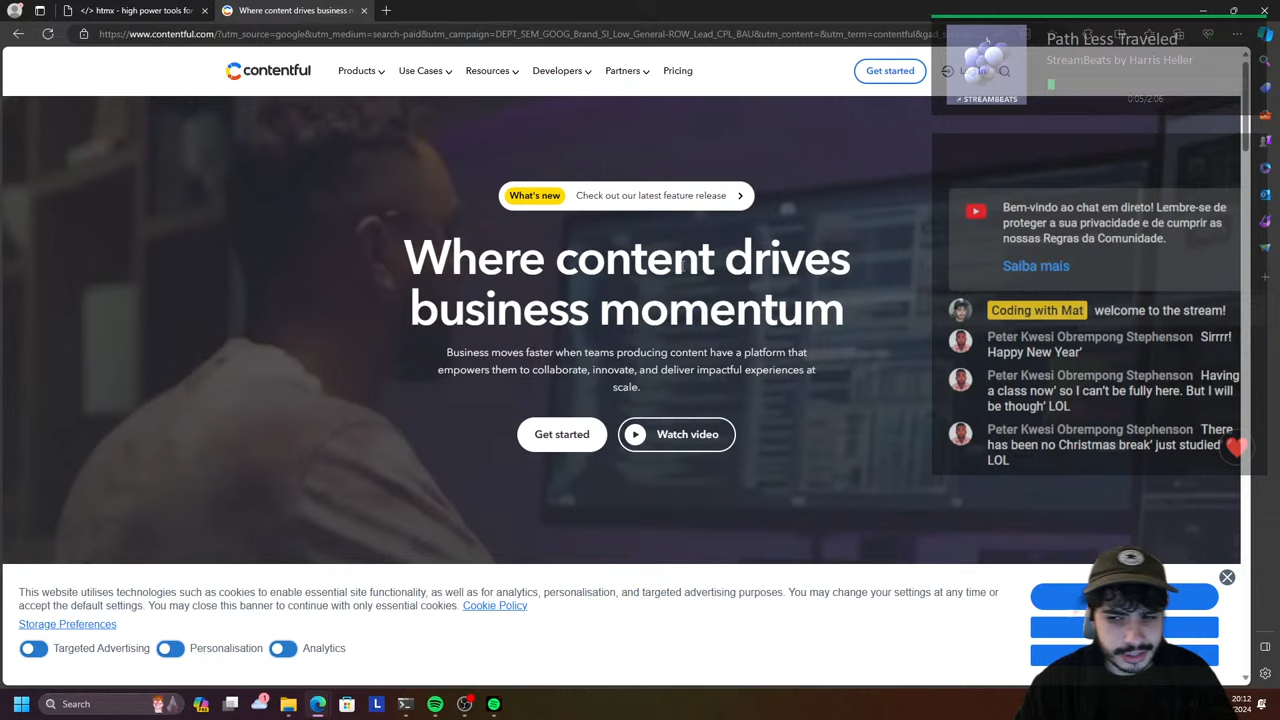 </> htmx - high power tools for
Where content drives business m
https://www.contentful.com/?utm_source=google&utm_medium=search-paid&utm_campaign=DEPT_SEM_GOOG_Brand_SI_Low_General-ROW_Lead_CPL_BAU&utm_content=&utm_term=contentful&gad_
contentful
Products
Use Cases
Resources
Developers
Partners
Pricing
Get started
Log in
Path Less Traveled
StreamBeats by Harris Heller
0:05/2:06
STREAMBEATS
What's new Check out our latest feature release
Where content drives
business momentum
Business moves faster when teams producing content have a platform that
empowers them to collaborate, innovate, and deliver impactful experiences at
scale.
Get started
Watch video
Bem-vindo ao chat em direto! Lembre-se de
proteger a sua privacidade e de cumprir as
nossas Regras da Comunidade.
Saiba mais
Coding with Mat welcome to the stream!
Peter Kwesi Obrempong Stephenson Sirrr!
Happy New Year'
Peter Kwesi Obrempong Stephenson Having
a class now' so I can't be fully here. But I will
be though' LOL
Peter Kwesi Obrempong Stephenson There
has been no Christmas break' just studied
LOL
This website utilises technologies such as cookies to enable essential site functionality, as well as for analytics, personalisation, and targeted advertising purposes. You may change your settings at any time or
accept the default settings. You may close this banner to continue with only essential cookies. Cookie Policy
Storage Preferences
Targeted Advertising
Personalisation
Analytics
Search
20:12
2024